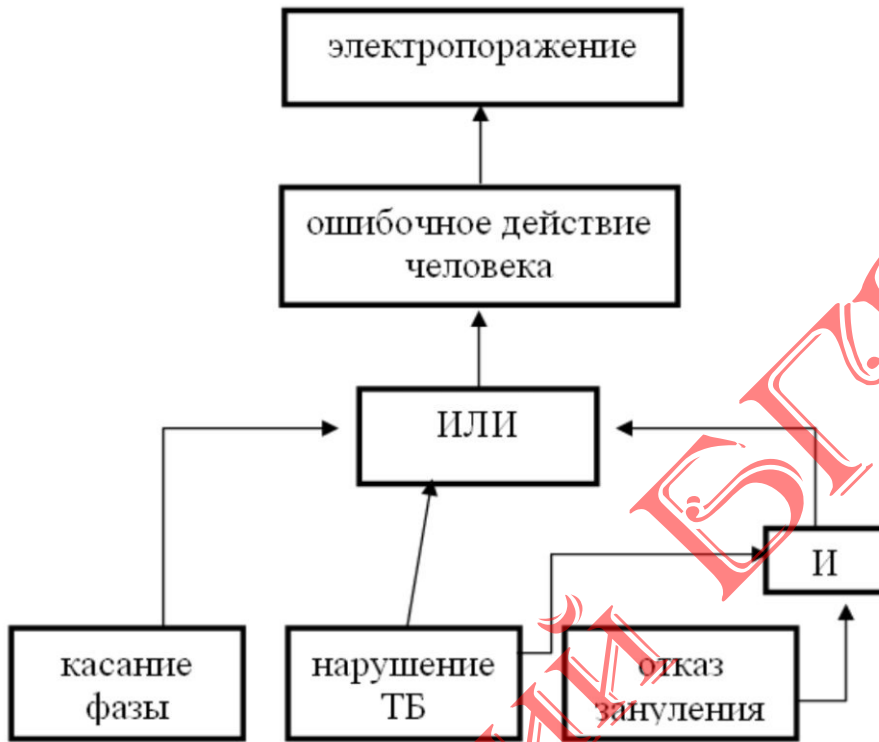 электропоражение
ошибочное действие
человека
ИЛИ
И
касание
фазы
нарушение
ТБ
отказ
зануления